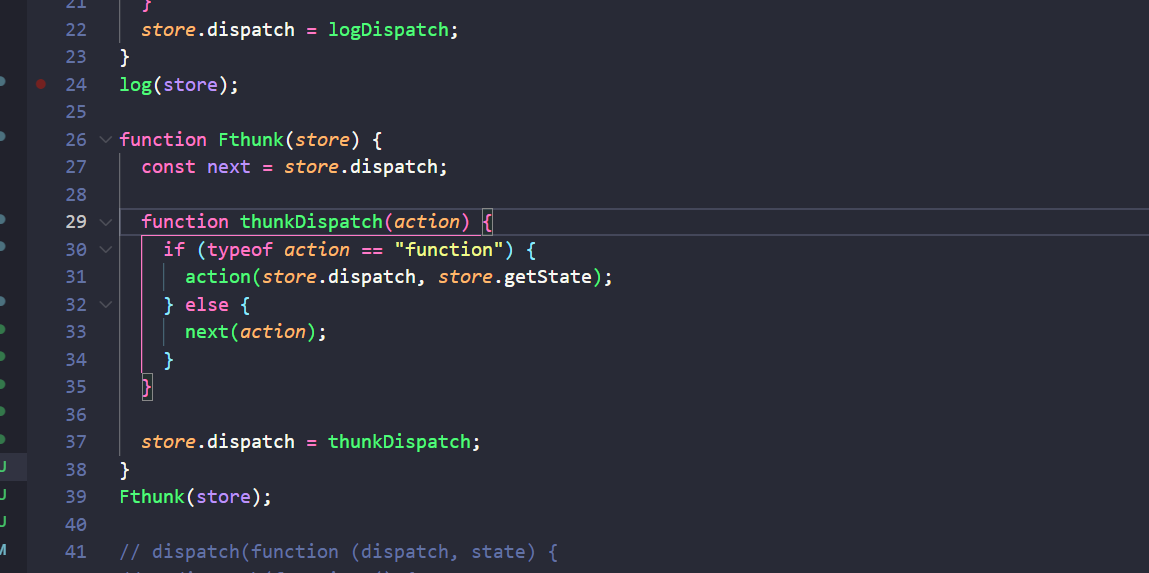 21 }
22 store.dispatch = logDispatch;
23 }
24 log(store);
25
26 function Fthunk(store) {
27 const next = store.dispatch;
28
29 function thunkDispatch(action) {
30 if (typeof action == "function") {
31 action(store.dispatch, store.getState);
32 } else {
33 next(action);
34 }
35 }
36
37 store.dispatch = thunkDispatch;
38 }
U
39 Fthunk(store);
U
40
U
41 // dispatch(function (dispatch, state) {
M